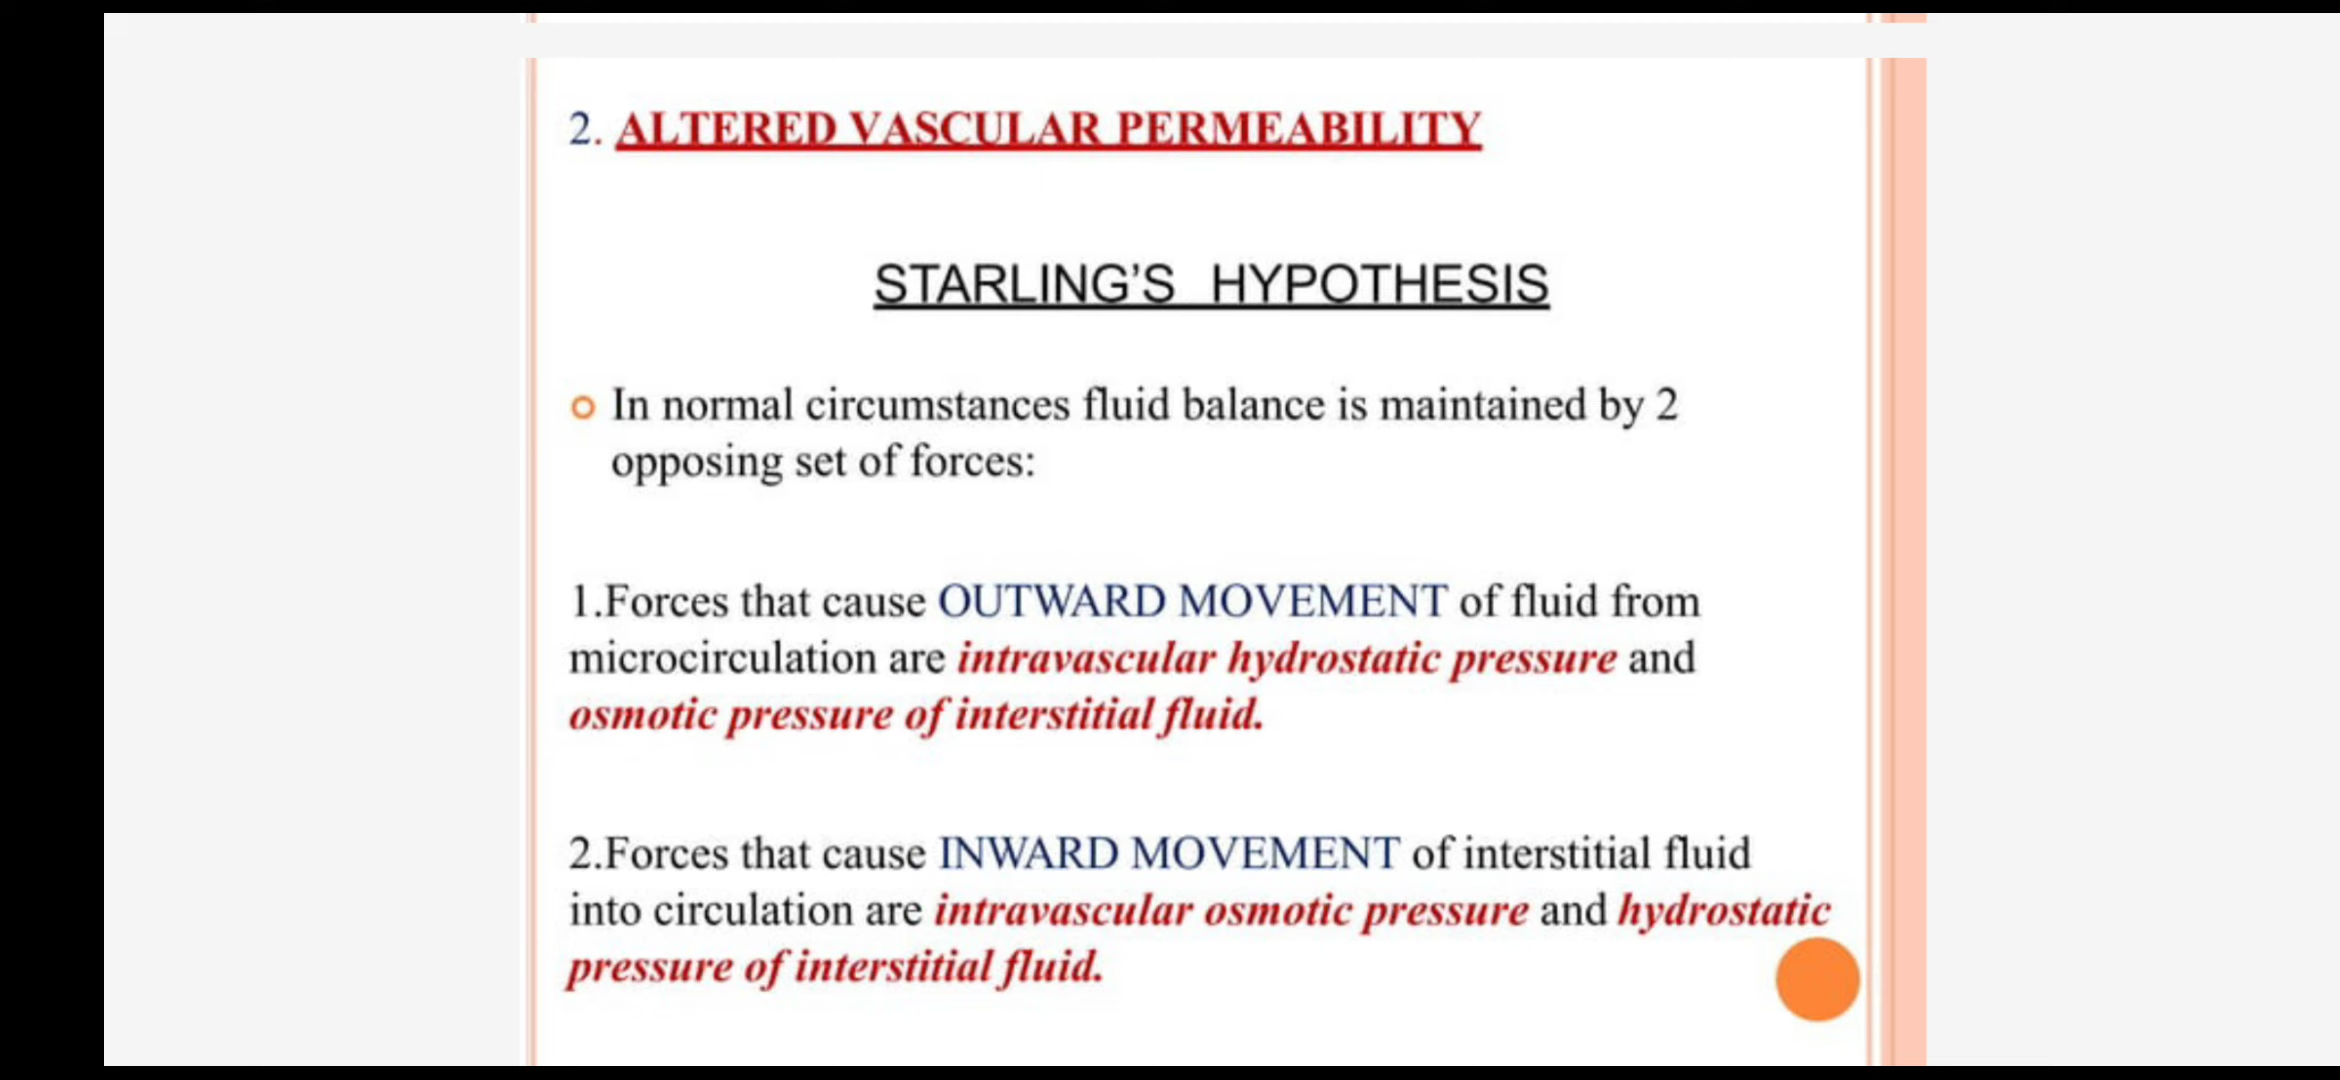 2. ALTERED VASCULAR PERMEABILITY
STARLING'S HYPOTHESIS
In normal circumstances fluid balance is maintained by 2
opposing set of forces:
1.Forces that cause OUTWARD MOVEMENT of fluid from
microcirculation are intravascular hydrostatic pressure and
osmotic pressure of interstitial fluid.
2.Forces that cause INWARD MOVEMENT of interstitial fluid
into circulation are intravascular osmotic pressure and hydrostatic
pressure of interstitial fluid.